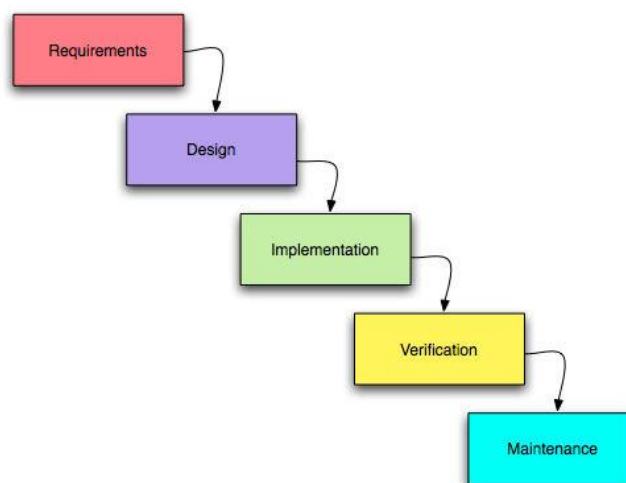 Requirements
Design
Implementation
Verification
Maintenance